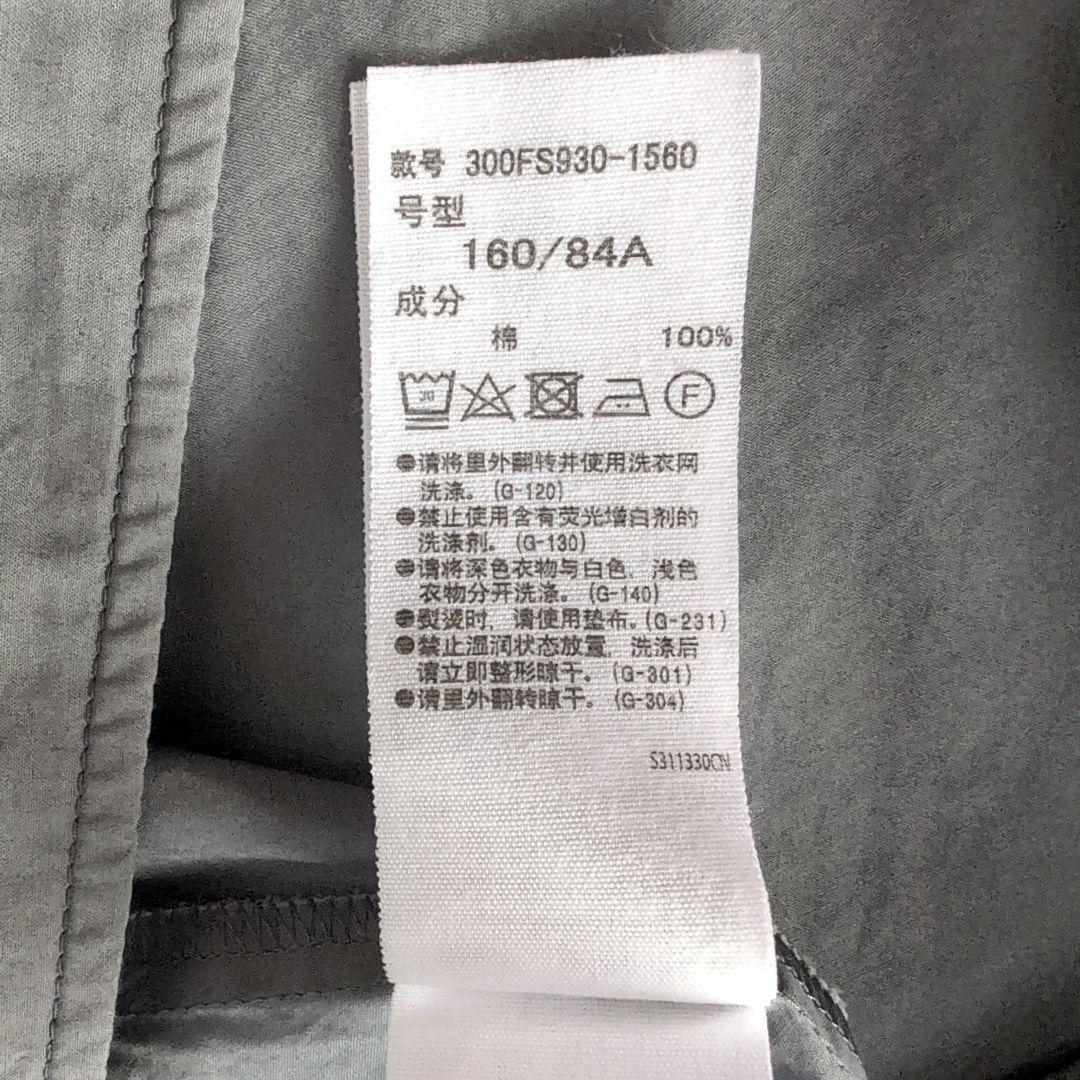 款号 300FS930-1560
号型
160/84A
成分
棉 100%
30 F
●请将里外翻转并使用洗衣网
洗涤。(G-120)
●禁止使用含有荧光增白剂的
洗涤剂。(G-130)
●请将深色衣物与白色、浅色
衣物分开洗涤。(G-140)
●熨烫时,请使用垫布。(G-231)
●禁止湿润状态放置,洗涤后
请立即整形晾干。(G-301)
●请里外翻转晾干。(G-304)
S311330CN